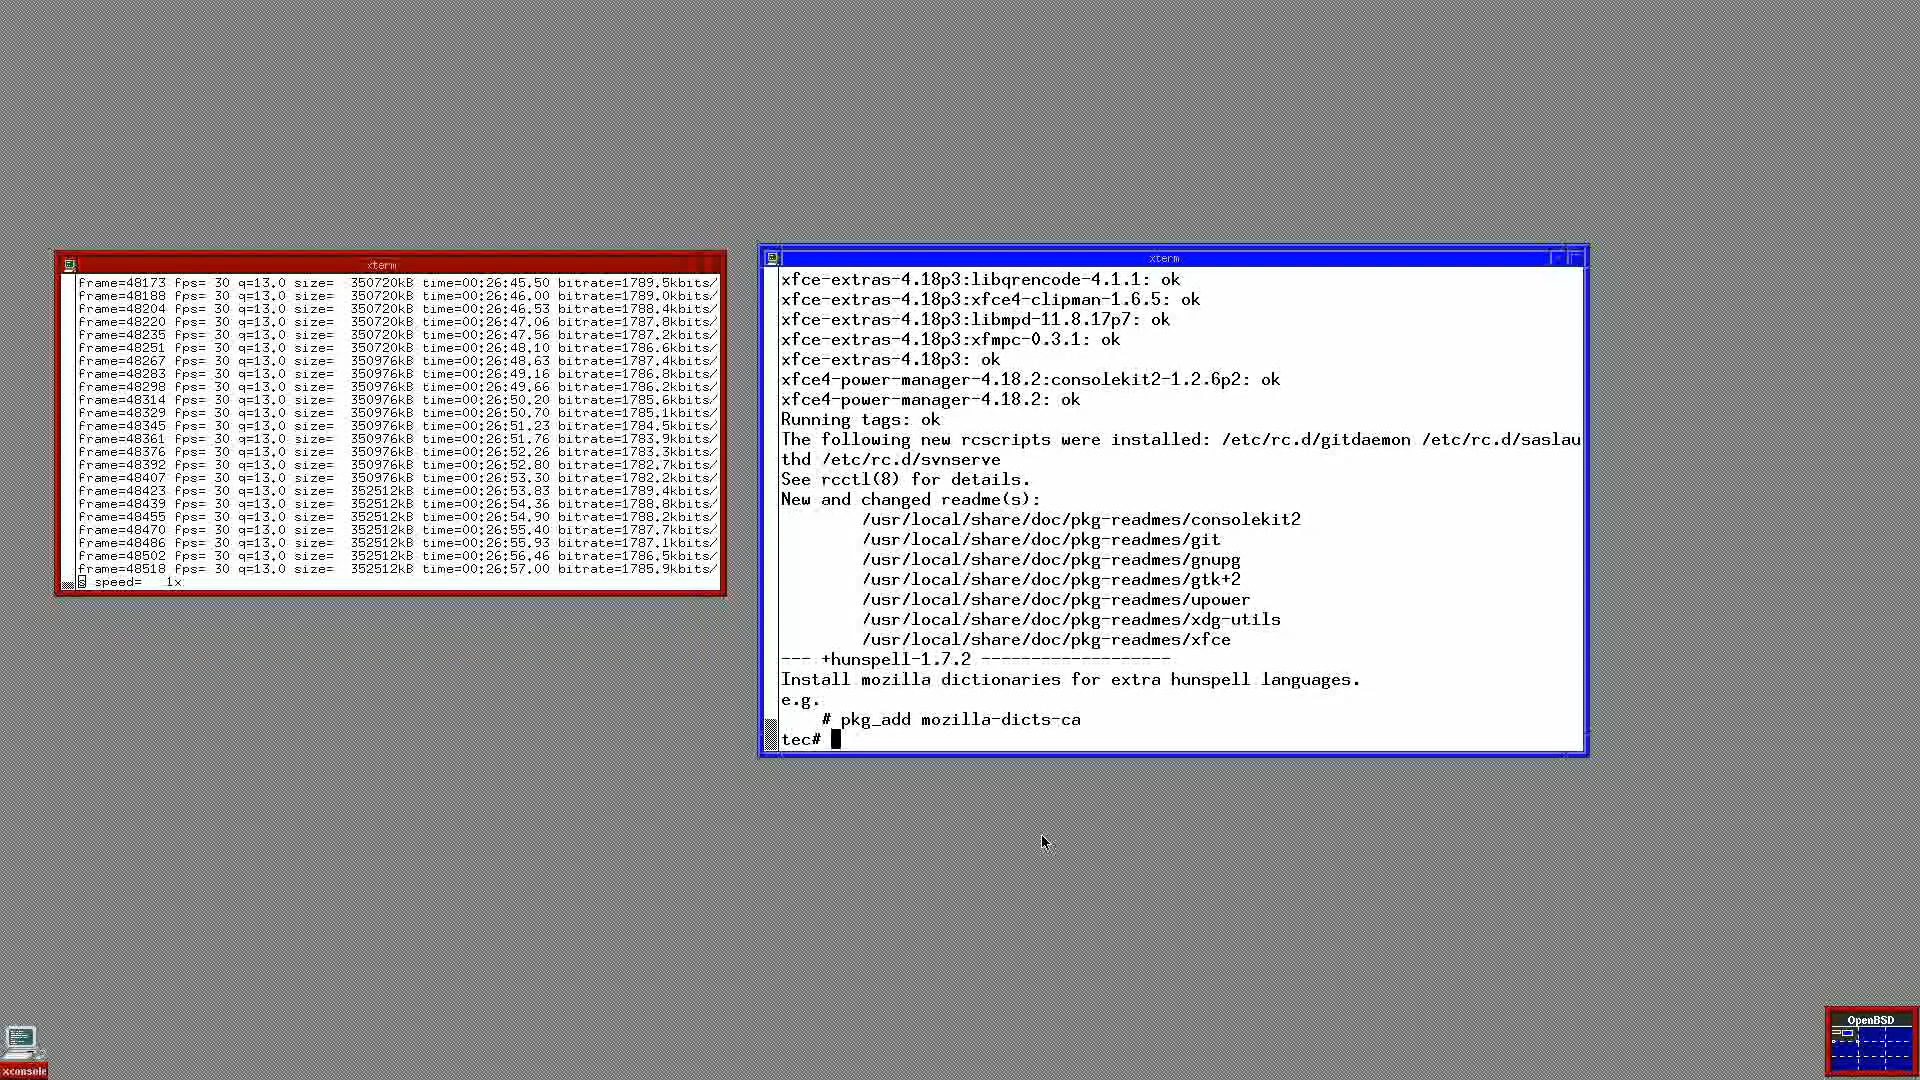 xterm
frame=48173 fps= 30 q=13.0 size=  350720kB time=00:26:45.50 bitrate=1789.5kbits/
frame=48188 fps= 30 q=13.0 size=  350720kB time=00:26:46.00 bitrate=1789.0kbits/
frame=48204 fps= 30 q=13.0 size=  350720kB time=00:26:46.53 bitrate=1788.4kbits/
frame=48220 fps= 30 q=13.0 size=  350720kB time=00:26:47.06 bitrate=1787.8kbits/
frame=48235 fps= 30 q=13.0 size=  350720kB time=00:26:47.56 bitrate=1787.2kbits/
frame=48251 fps= 30 q=13.0 size=  350720kB time=00:26:48.10 bitrate=1786.6kbits/
frame=48267 fps= 30 q=13.0 size=  350976kB time=00:26:48.63 bitrate=1787.4kbits/
frame=48283 fps= 30 q=13.0 size=  350976kB time=00:26:49.16 bitrate=1786.8kbits/
frame=48298 fps= 30 q=13.0 size=  350976kB time=00:26:49.66 bitrate=1786.2kbits/
frame=48314 fps= 30 q=13.0 size=  350976kB time=00:26:50.20 bitrate=1785.6kbits/
frame=48329 fps= 30 q=13.0 size=  350976kB time=00:26:50.70 bitrate=1785.1kbits/
frame=48345 fps= 30 q=13.0 size=  350976kB time=00:26:51.23 bitrate=1784.5kbits/
frame=48361 fps= 30 q=13.0 size=  350976kB time=00:26:51.76 bitrate=1783.9kbits/
frame=48376 fps= 30 q=13.0 size=  350976kB time=00:26:52.26 bitrate=1783.3kbits/
frame=48392 fps= 30 q=13.0 size=  350976kB time=00:26:52.80 bitrate=1782.7kbits/
frame=48407 fps= 30 q=13.0 size=  350976kB time=00:26:53.30 bitrate=1782.2kbits/
frame=48423 fps= 30 q=13.0 size=  352512kB time=00:26:53.83 bitrate=1789.4kbits/
frame=48439 fps= 30 q=13.0 size=  352512kB time=00:26:54.36 bitrate=1788.8kbits/
frame=48455 fps= 30 q=13.0 size=  352512kB time=00:26:54.90 bitrate=1788.2kbits/
frame=48470 fps= 30 q=13.0 size=  352512kB time=00:26:55.40 bitrate=1787.7kbits/
frame=48486 fps= 30 q=13.0 size=  352512kB time=00:26:55.93 bitrate=1787.1kbits/
frame=48502 fps= 30 q=13.0 size=  352512kB time=00:26:56.46 bitrate=1786.5kbits/
frame=48518 fps= 30 q=13.0 size=  352512kB time=00:26:57.00 bitrate=1785.9kbits/
s speed=   1x
xterm
xfce-extras-4.18p3:libqrencode-4.1.1: ok
xfce-extras-4.18p3:xfce4-clipman-1.6.5: ok
xfce-extras-4.18p3:libmpd-11.8.17p7: ok
xfce-extras-4.18p3:xfmpc-0.3.1: ok
xfce-extras-4.18p3: ok
xfce4-power-manager-4.18.2:consolekit2-1.2.6p2: ok
xfce4-power-manager-4.18.2: ok
Running tags: ok
The following new rcscripts were installed: /etc/rc.d/gitdaemon /etc/rc.d/saslau
thd /etc/rc.d/svnserve
See rcctl(8) for details.
New and changed readme(s):
/usr/local/share/doc/pkg-readmes/consolekit2
/usr/local/share/doc/pkg-readmes/git
/usr/local/share/doc/pkg-readmes/gnupg
/usr/local/share/doc/pkg-readmes/gtk+2
/usr/local/share/doc/pkg-readmes/upower
/usr/local/share/doc/pkg-readmes/xdg-utils
/usr/local/share/doc/pkg-readmes/xfce
--- +hunspell-1.7.2 -------------------
Install mozilla dictionaries for extra hunspell languages.
e.g.
# pkg_add mozilla-dicts-ca
tec#
xconsole
OpenBSD